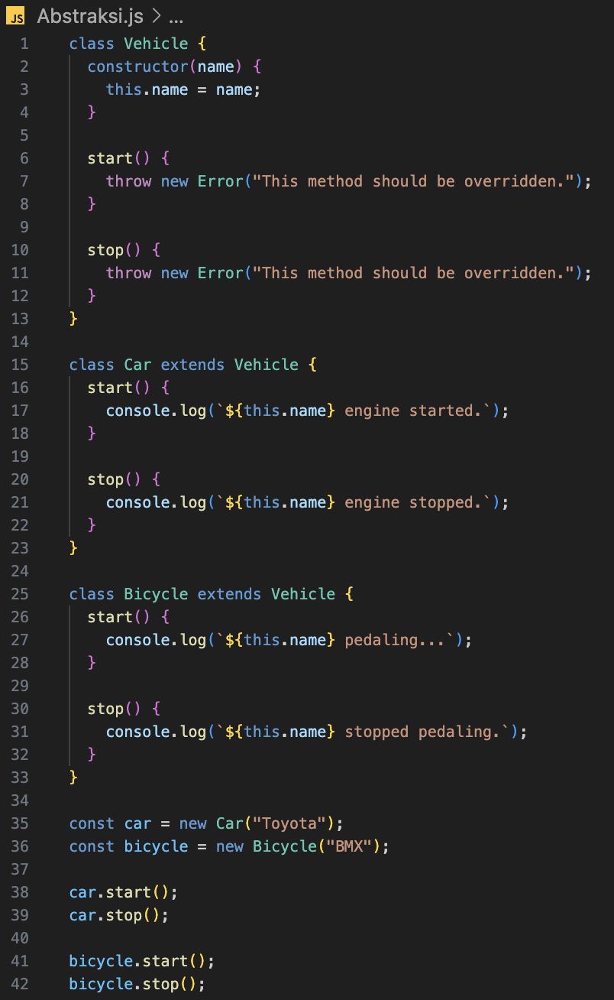 JS Abstraksi.js > ...
1 class Vehicle {
2   constructor(name) {
3     this.name = name;
4   }
5
6   start() {
7     throw new Error("This method should be overridden.");
8   }
9
10   stop() {
11     throw new Error("This method should be overridden.");
12   }
13 }
14
15 class Car extends Vehicle {
16   start() {
17     console.log(`${this.name} engine started.`);
18   }
19
20   stop() {
21     console.log(`${this.name} engine stopped.`);
22   }
23 }
24
25 class Bicycle extends Vehicle {
26   start() {
27     console.log(`${this.name} pedaling...`);
28   }
29
30   stop() {
31     console.log(`${this.name} stopped pedaling.`);
32   }
33 }
34
35 const car = new Car("Toyota");
36 const bicycle = new Bicycle("BMX");
37
38 car.start();
39 car.stop();
40
41 bicycle.start();
42 bicycle.stop();